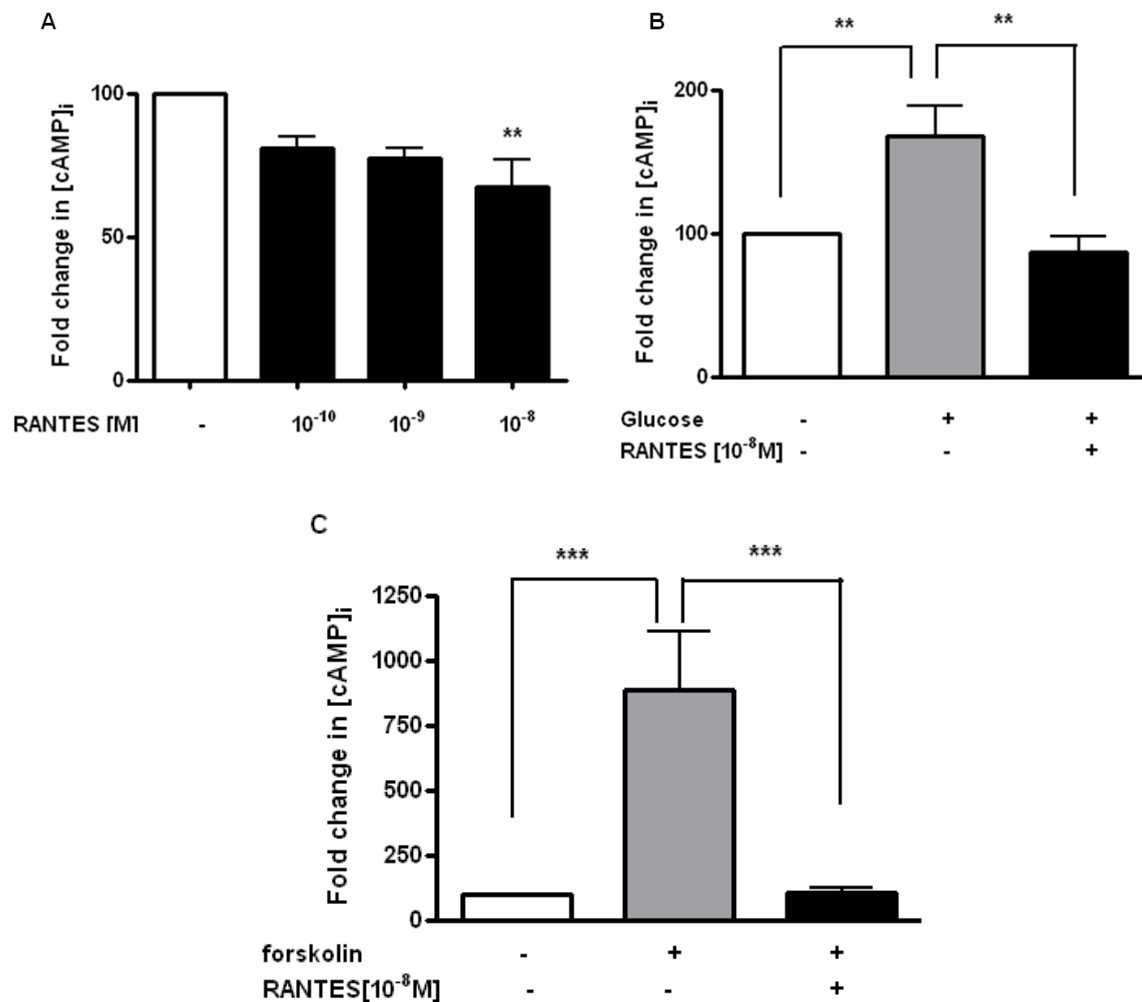 A
**
Fold change in [cAMP]i
100
50
0
RANTES [M] - 10-10 10-9 10-8
B
** **
Fold change in [cAMP]i
200
100
0
Glucose - + +
RANTES [10-8M] - - +
C
*** ***
Fold change in [cAMP]i
1250
1000
750
500
250
0
forskolin - + +
RANTES[10-8M] - - +